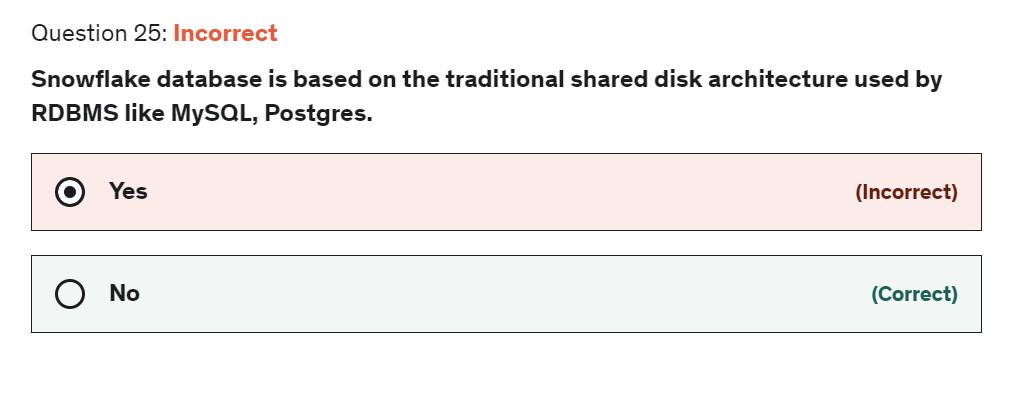 Question 25: Incorrect
Snowflake database is based on the traditional shared disk architecture used by
RDBMS like MySQL, Postgres.
Yes (Incorrect)
No (Correct)